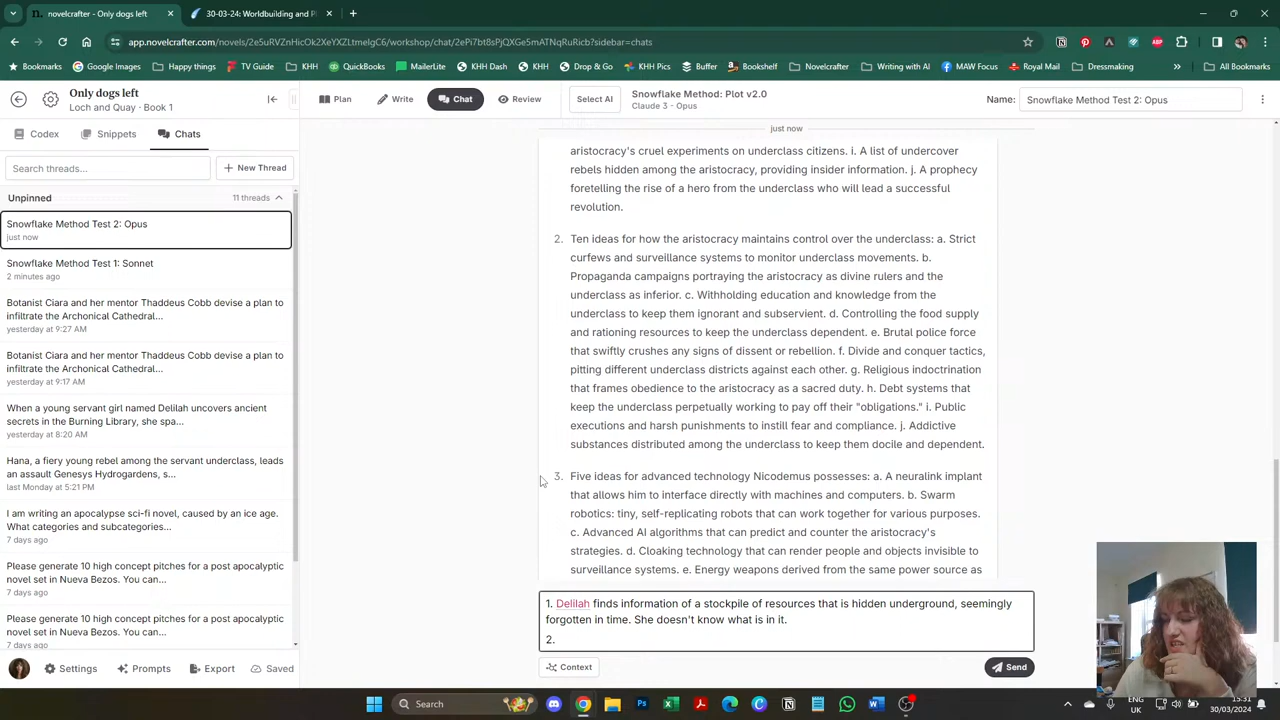 novelcrafter - Only dogs left
30-03-24: Worldbuilding and Pl
app.novelcrafter.com/novels/2e5uRVZnHicOk2XeYXZLtmeIgC6/workshop/chat/2ePi7bt8sPjQXGe5mATNqRuRicb?sidebar=chats
Bookmarks
Google Images
Happy things
TV Guide
KHH
QuickBooks
MailerLite
KHH Dash
Drop & Go
KHH Pics
Buffer
Bookshelf
Novelcrafter
Writing with AI
MAW Focus
Royal Mail
Dressmaking
All Bookmarks
Only dogs left
Loch and Quay - Book 1
Plan
Write
Chat
Review
Select AI
Snowflake Method: Plot v2.0
Claude 3 - Opus
Name:
Snowflake Method Test 2: Opus
Codex
Snippets
Chats
Search threads...
New Thread
Unpinned
11 threads
Snowflake Method Test 2: Opus
just now
Snowflake Method Test 1: Sonnet
2 minutes ago
Botanist Ciara and her mentor Thaddeus Cobb devise a plan to
infiltrate the Archonical Cathedral...
yesterday at 9:27 AM
Botanist Ciara and her mentor Thaddeus Cobb devise a plan to
infiltrate the Archonical Cathedral...
yesterday at 9:17 AM
When a young servant girl named Delilah uncovers ancient
secrets in the Burning Library, she spa...
yesterday at 8:20 AM
Hana, a fiery young rebel among the servant underclass, leads
an assault Genesys Hydrogardens, s...
last Monday at 5:21 PM
I am writing an apocalypse sci-fi novel, caused by an ice age.
What categories and subcategories...
7 days ago
Please generate 10 high concept pitches for a post apocalyptic
novel set in Nueva Bezos. You can...
7 days ago
Please generate 10 high concept pitches for a post apocalyptic
novel set in Nueva Bezos. You can...
7 days ago
Settings
Prompts
Export
Saved
just now
aristocracy's cruel experiments on underclass citizens. i. A list of undercover
rebels hidden among the aristocracy, providing insider information. j. A prophecy
foretelling the rise of a hero from the underclass who will lead a successful
revolution.
2. Ten ideas for how the aristocracy maintains control over the underclass: a. Strict
curfews and surveillance systems to monitor underclass movements. b.
Propaganda campaigns portraying the aristocracy as divine rulers and the
underclass as inferior. c. Withholding education and knowledge from the
underclass to keep them ignorant and subservient. d. Controlling the food supply
and rationing resources to keep the underclass dependent. e. Brutal police force
that swiftly crushes any signs of dissent or rebellion. f. Divide and conquer tactics,
pitting different underclass districts against each other. g. Religious indoctrination
that frames obedience to the aristocracy as a sacred duty. h. Debt systems that
keep the underclass perpetually working to pay off their "obligations." i. Public
executions and harsh punishments to instill fear and compliance. j. Addictive
substances distributed among the underclass to keep them docile and dependent.
3. Five ideas for advanced technology Nicodemus possesses: a. A neuralink implant
that allows him to interface directly with machines and computers. b. Swarm
robotics: tiny, self-replicating robots that can work together for various purposes.
c. Advanced AI algorithms that can predict and counter the aristocracy's
strategies. d. Cloaking technology that can render people and objects invisible to
surveillance systems. e. Energy weapons derived from the same power source as
1. Delilah finds information of a stockpile of resources that is hidden underground, seemingly
forgotten in time. She doesn't know what is in it.
2.
Context
Send
Search
ENG
UK
15:31
30/03/2024